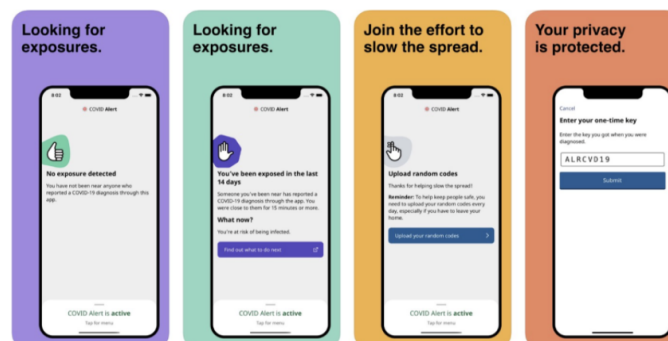 Looking for
exposures.
9:02
COVID Alert
No exposure detected
You have not been near anyone who
reported a COVID-19 diagnosis through this
app.
COVID Alert is active
Tap for menu
Looking for
exposures.
9:02
COVID Alert
You've been exposed in the last
14 days
Someone you've been near has reported a
COVID-19 diagnosis through the app. You
were close to them for 15 minutes or more.
What now?
You're at risk of being infected.
Find out what to do next
COVID Alert is active
Tap for menu
Join the effort to
slow the spread.
9:02
COVID Alert
Upload random codes
Thanks for helping slow the spread!
Reminder: To help keep people safe, you
need to upload your random codes every
day, especially if you have to leave your
home.
Upload your random codes
COVID Alert is active
Tap for menu
Your privacy
is protected.
9:02
Cancel
Enter your one-time key
Enter the key you got when you were
diagnosed.
ALRCVD19
Submit